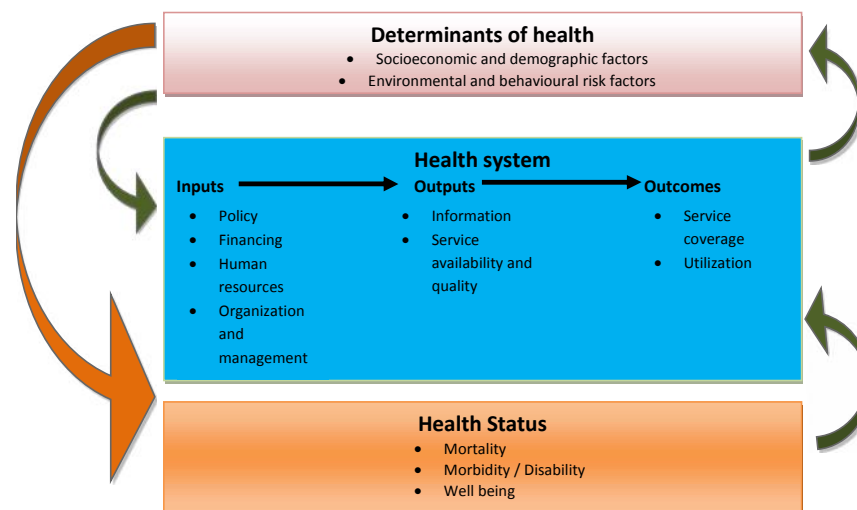 Determinants of health
• Socioeconomic and demographic factors
• Environmental and behavioural risk factors
Health system
Inputs
• Policy
• Financing
• Human
resources
• Organization
and
management
Outputs
• Information
• Service
availability and
quality
Outcomes
• Service
coverage
• Utilization
Health Status
• Mortality
• Morbidity / Disability
• Well being